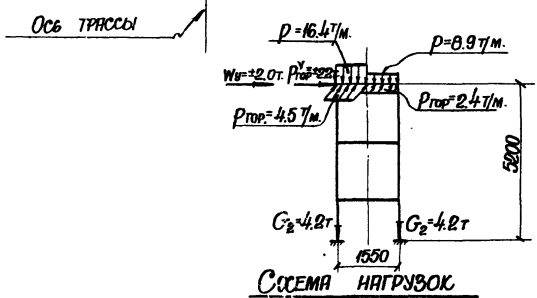 Ось трассы
P=16.4 т/м.
P=8.9 т/м.
Wу=±2.0т.
Pгор.=4.5 т/м.
Pгор=2.4 т/м.
5200
G2=4.2т
G2=4.2т
1550
Схема нагрузок